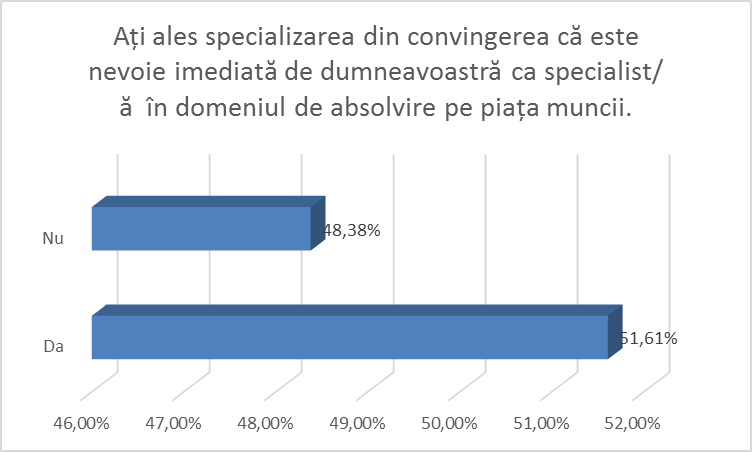 Ați ales specializarea din convingerea că este
nevoie imediată de dumneavoastră ca specialist/
ă  în domeniul de absolvire pe piața muncii.
Nu
48,38%
Da
51,61%
46,00% 47,00% 48,00% 49,00% 50,00% 51,00% 52,00%